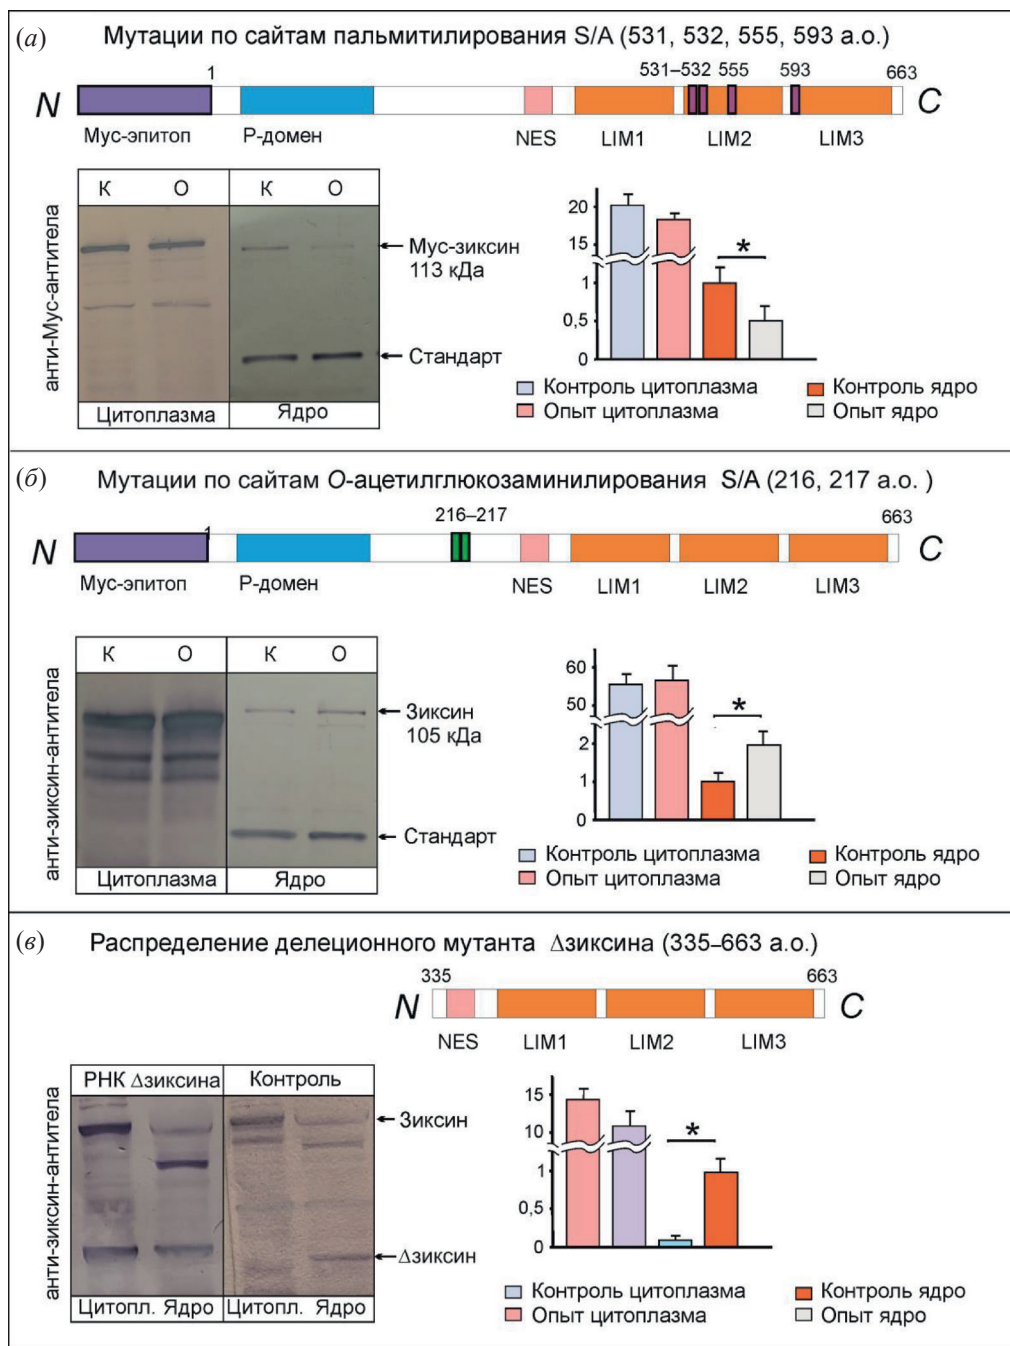 (а) Мутации по сайтам пальмитилирования S/A (531, 532, 555, 593 а.о.)
1 531–532 555 593 663
N C
Мус-эпитоп Р-домен NES LIM1 LIM2 LIM3
анти-Мус-антитела
К О К О
Мус-зиксин
113 кДа
Стандарт
Цитоплазма Ядро
20
15
1
0,5
0
*
Контроль цитоплазма Контроль ядро
Опыт цитоплазма Опыт ядро
(б) Мутации по сайтам О-ацетилглюкозаминилирования S/A (216, 217 а.о. )
1 216–217 663
N C
Мус-эпитоп Р-домен NES LIM1 LIM2 LIM3
анти-зиксин-антитела
К О К О
Зиксин
105 кДа
Стандарт
Цитоплазма Ядро
60
50
2
1
0
*
Контроль цитоплазма Контроль ядро
Опыт цитоплазма Опыт ядро
(в) Распределение делеционного мутанта Δзиксина (335–663 а.о.)
335 663
N C
NES LIM1 LIM2 LIM3
анти-зиксин-антитела
РНК Δзиксина Контроль
Зиксин
Δзиксин
Цитопл. Ядро Цитопл. Ядро
15
10
1
0,5
0
*
Контроль цитоплазма Контроль ядро
Опыт цитоплазма Опыт ядро